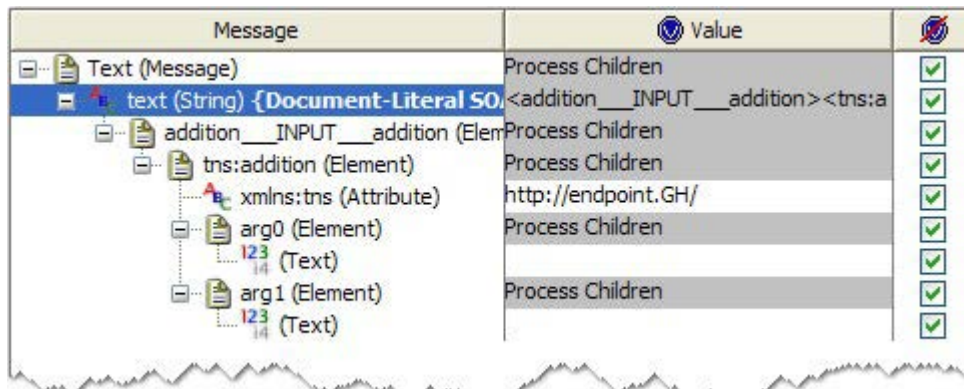 Message Value
Text (Message) Process Children
text (String) {Document-Literal SO <addition___INPUT___addition><tns:a
addition___INPUT___addition (Elem Process Children
tns:addition (Element) Process Children
xmlns:tns (Attribute) http://endpoint.GH/
arg0 (Element) Process Children
(Text)
arg1 (Element) Process Children
(Text)